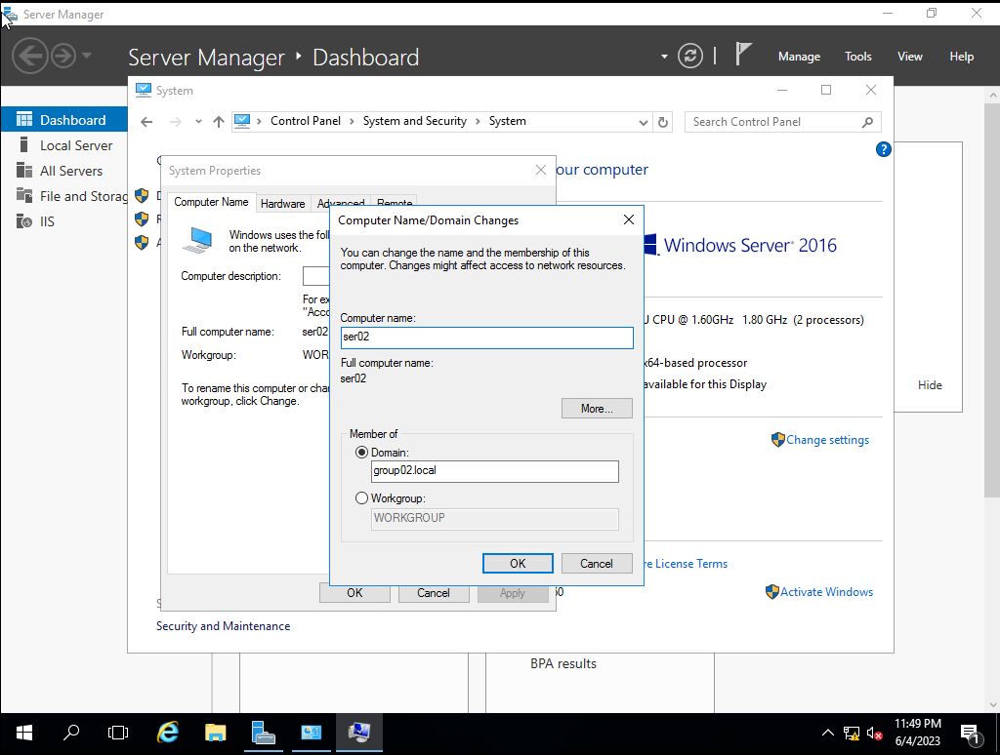 Server Manager
Server Manager
Dashboard
Manage
Tools
View
Help
System
Control Panel
System and Security
System
Search Control Panel
Dashboard
Local Server
All Servers
File and Storag
IIS
?
our computer
System Properties
Computer Name
Hardware
Advanced
Remote
Windows uses the foll
on the network.
Computer description:
For ex
"Acco
Full computer name:
ser02
Workgroup:
WOR
To rename this computer or chan
workgroup, click Change.
OK
Cancel
Apply
Computer Name/Domain Changes
You can change the name and the membership of this
computer. Changes might affect access to network resources.
Computer name:
ser02
Full computer name:
ser02
More...
Member of
Domain:
group02.local
Workgroup:
WORKGROUP
OK
Cancel
Windows Server® 2016
U CPU @ 1.60GHz 1.80 GHz (2 processors)
x64-based processor
available for this Display
Hide
Change settings
re License Terms
60
Activate Windows
Security and Maintenance
BPA results
11:49 PM
6/4/2023
1